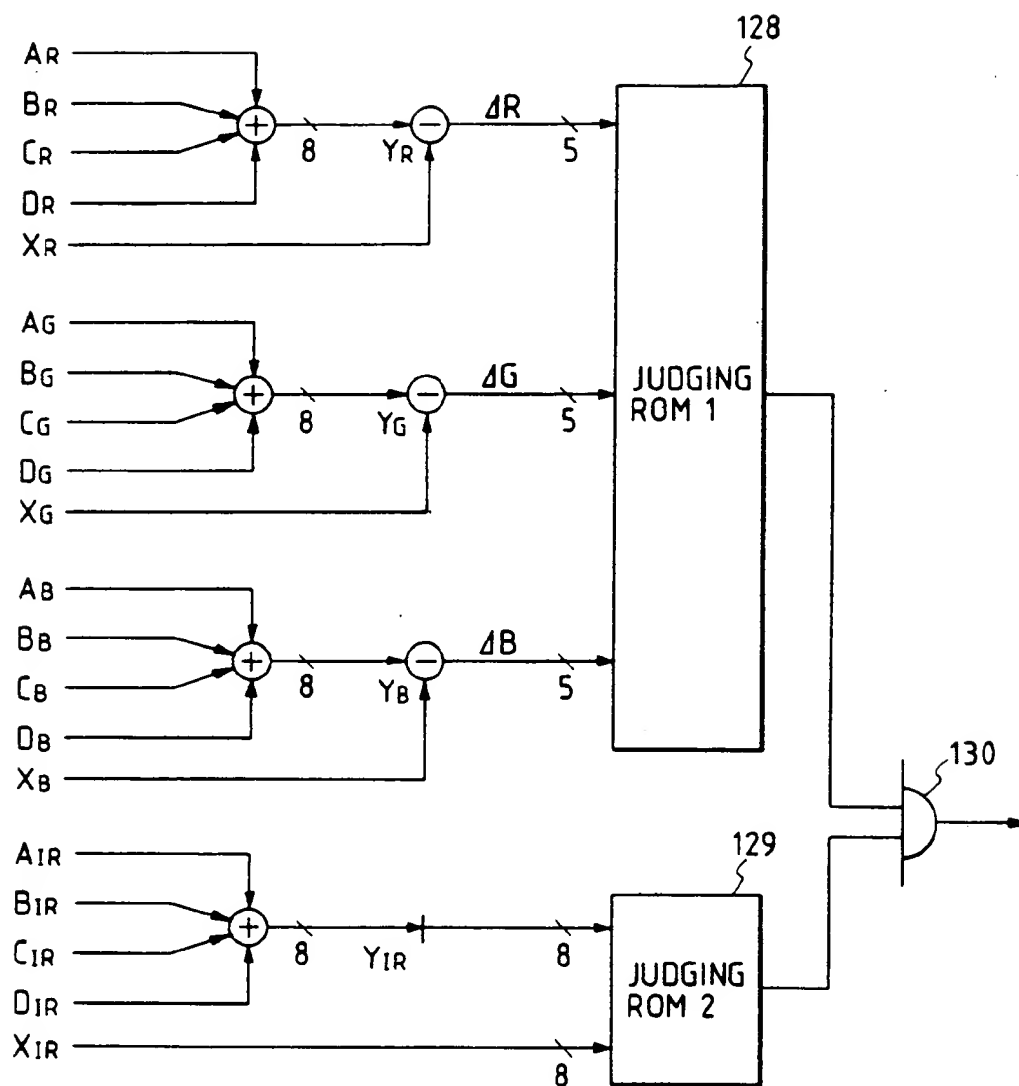 128
AR
BR
CR
DR
XR
+
8
YR
−
ΔR
5
AG
BG
CG
DG
XG
+
8
YG
−
ΔG
5
JUDGING
ROM 1
AB
BB
CB
DB
XB
+
8
YB
−
ΔB
5
130
129
AIR
BIR
CIR
DIR
XIR
+
8
YIR
8
8
JUDGING
ROM 2